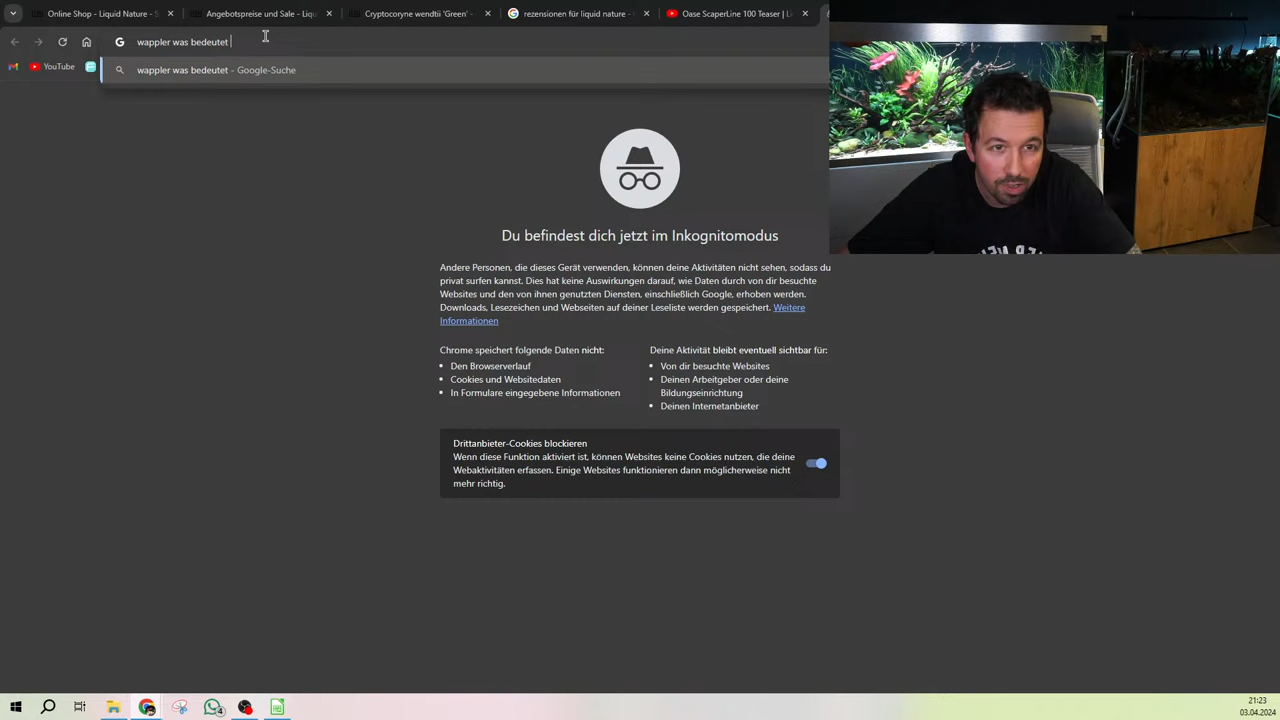 Online Shop - Liquid Nature - S
Angebotspreise und Sale - Liqu
Cryptocoryne wendtii 'Green' -
rezensionen für liquid nature -
Oase ScaperLine 100 Teaser | Li
wappler was bedeutet
YouTube
wappler was bedeutet - Google-Suche
Du befindest dich jetzt im Inkognitomodus
Andere Personen, die dieses Gerät verwenden, können deine Aktivitäten nicht sehen, sodass du
privat surfen kannst. Dies hat keine Auswirkungen darauf, wie Daten durch von dir besuchte
Websites und den von ihnen genutzten Diensten, einschließlich Google, erhoben werden.
Downloads, Lesezeichen und Webseiten auf deiner Leseliste werden gespeichert. Weitere
Informationen
Chrome speichert folgende Daten nicht:
Den Browserverlauf
Cookies und Websitedaten
In Formulare eingegebene Informationen
Deine Aktivität bleibt eventuell sichtbar für:
Von dir besuchte Websites
Deinen Arbeitgeber oder deine
Bildungseinrichtung
Deinen Internetanbieter
Drittanbieter-Cookies blockieren
Wenn diese Funktion aktiviert ist, können Websites keine Cookies nutzen, die deine
Webaktivitäten erfassen. Einige Websites funktionieren dann möglicherweise nicht
mehr richtig.
4
21:23
03.04.2024